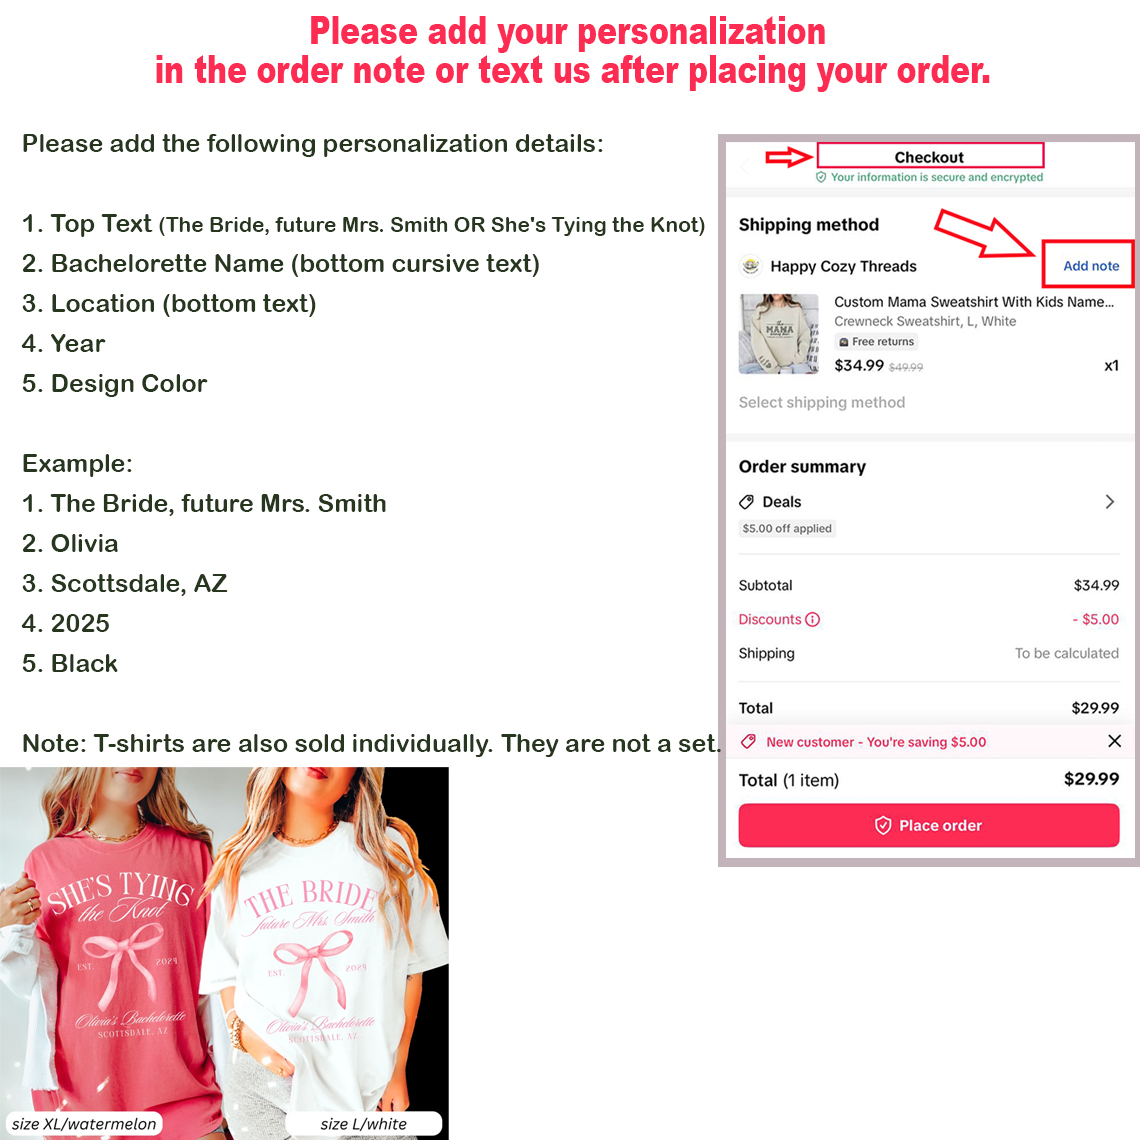 Please add your personalization
in the order note or text us after placing your order.
Please add the following personalization details:
1. Top Text (The Bride, future Mrs. Smith OR She's Tying the Knot)
2. Bachelorette Name (bottom cursive text)
3. Location (bottom text)
4. Year
5. Design Color
Example:
1. The Bride, future Mrs. Smith
2. Olivia
3. Scottsdale, AZ
4. 2025
5. Black
Note: T-shirts are also sold individually. They are not a set.
Checkout
Your information is secure and encrypted
Shipping method
Happy Cozy Threads
Add note
Custom Mama Sweatshirt With Kids Name...
Crewneck Sweatshirt, L, White
Free returns
$34.99 $49.99
x1
MAMA
Select shipping method
Order summary
Deals
$5.00 off applied
Subtotal $34.99
Discounts - $5.00
Shipping To be calculated
Total $29.99
New customer - You're saving $5.00
Total (1 item) $29.99
Place order
SHE'S TYING
the Knot
EST. 2024
Olivia's Bachelorette
SCOTTSDALE, AZ
size XL/watermelon
THE BRIDE
future Mrs. Smith
EST. 2024
Olivia's Bachelorette
SCOTTSDALE, AZ
size L/white